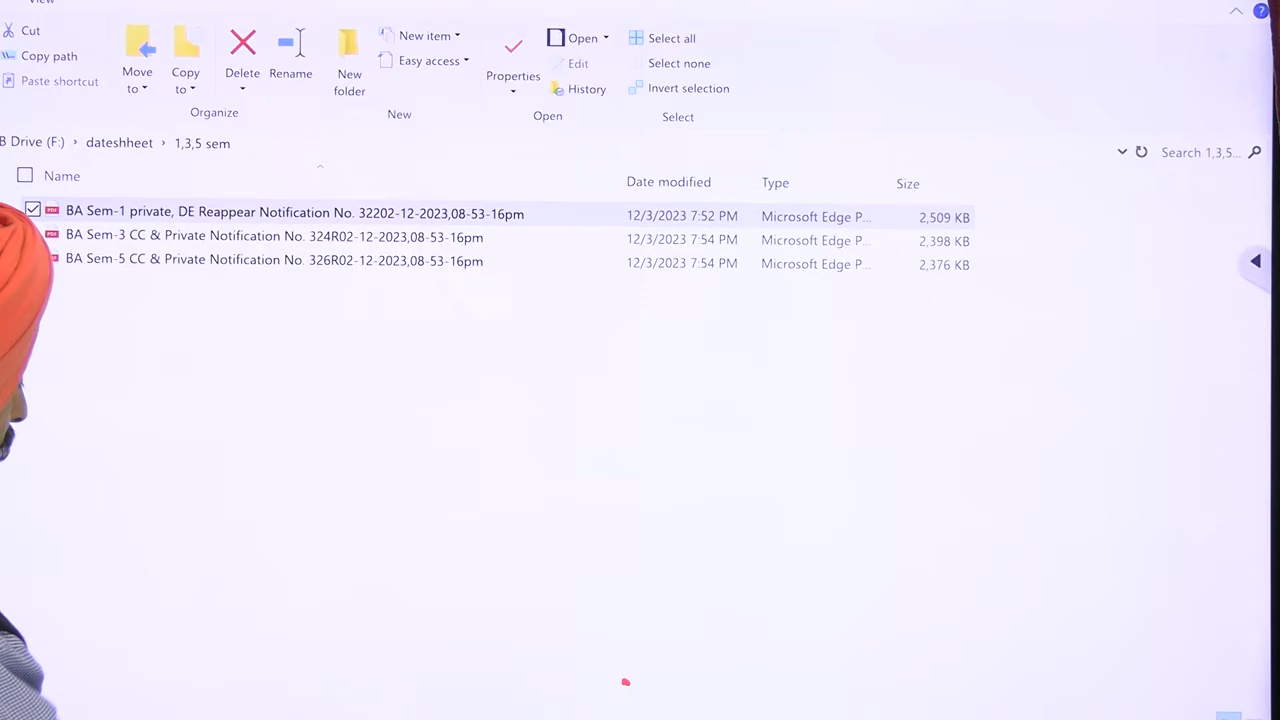 View
Cut
Copy path
Paste shortcut
Move to
Copy to
Delete
Rename
New folder
New item
Easy access
Properties
Open
Edit
History
Select all
Select none
Invert selection
Organize
New
Open
Select
B Drive (F:) › dateshheet › 1,3,5 sem
Search 1,3,5...
Name Date modified Type Size
BA Sem-1 private, DE Reappear Notification No. 32202-12-2023,08-53-16pm 12/3/2023 7:52 PM Microsoft Edge P... 2,509 KB
BA Sem-3 CC & Private Notification No. 324R02-12-2023,08-53-16pm 12/3/2023 7:54 PM Microsoft Edge P... 2,398 KB
BA Sem-5 CC & Private Notification No. 326R02-12-2023,08-53-16pm 12/3/2023 7:54 PM Microsoft Edge P... 2,376 KB